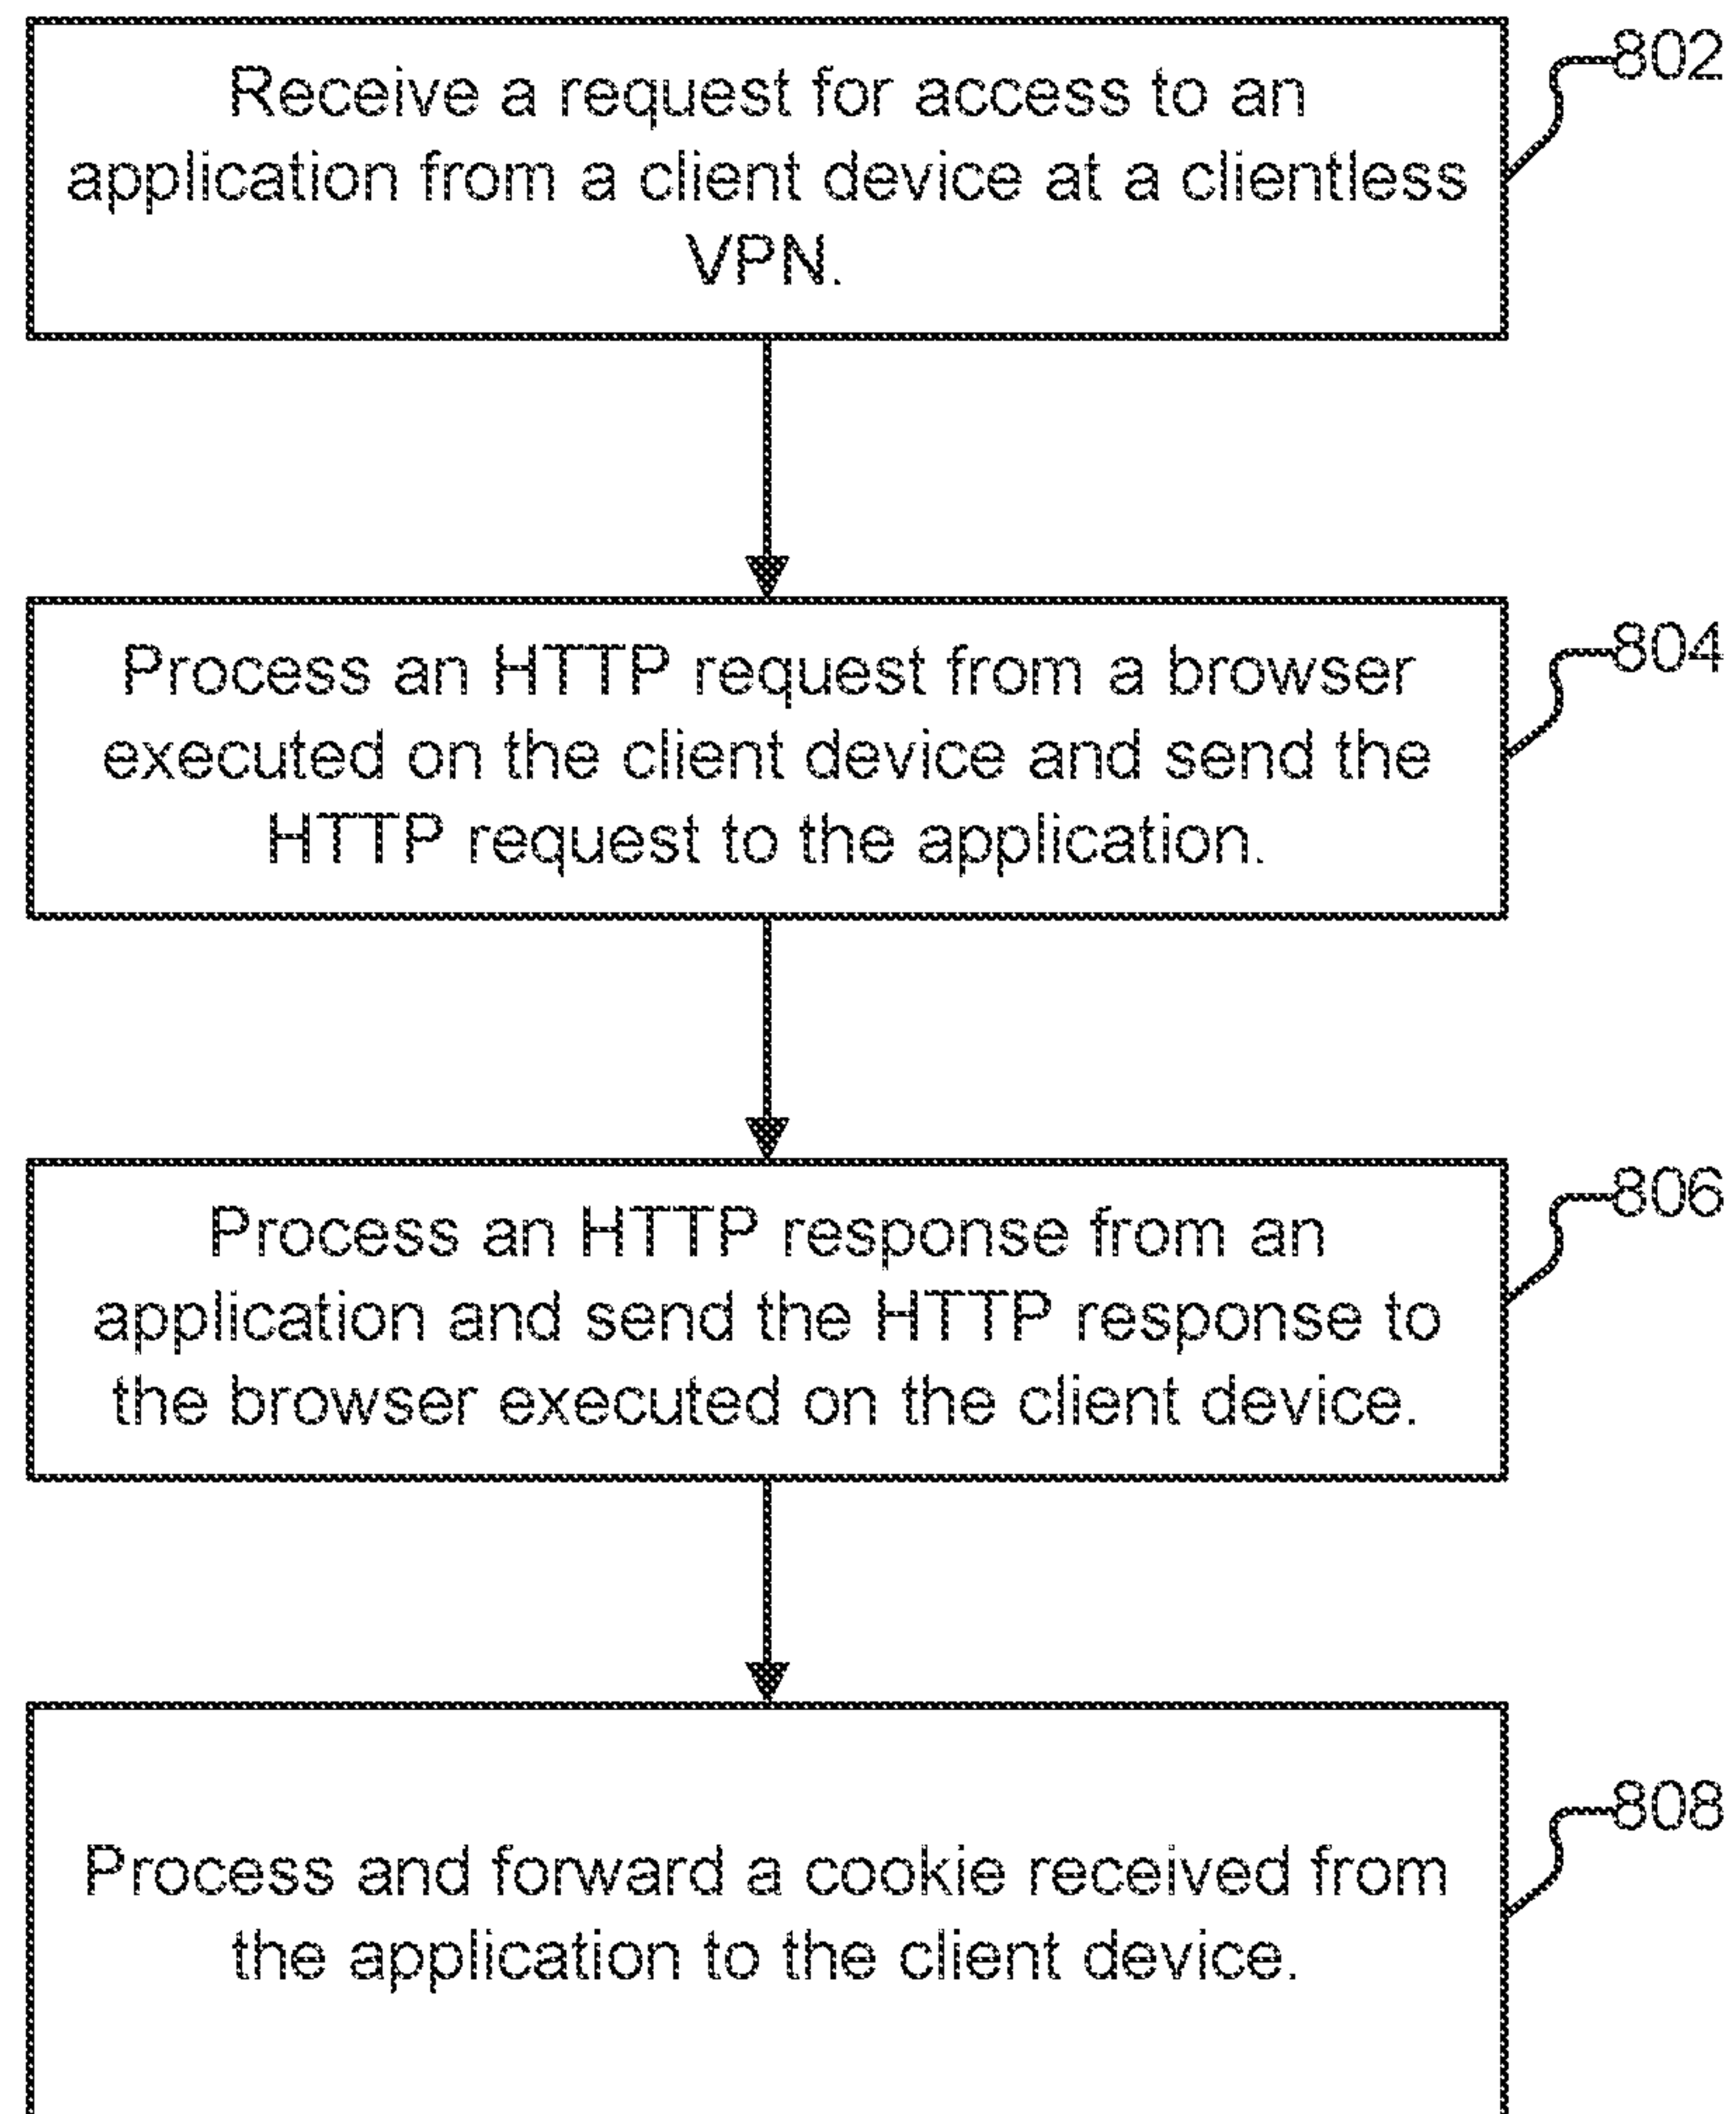 802
Receive a request for access to an
application from a client device at a clientless
VPN.
804
Process an HTTP request from a browser
executed on the client device and send the
HTTP request to the application.
806
Process an HTTP response from an
application and send the HTTP response to
the browser executed on the client device.
808
Process and forward a cookie received from
the application to the client device.